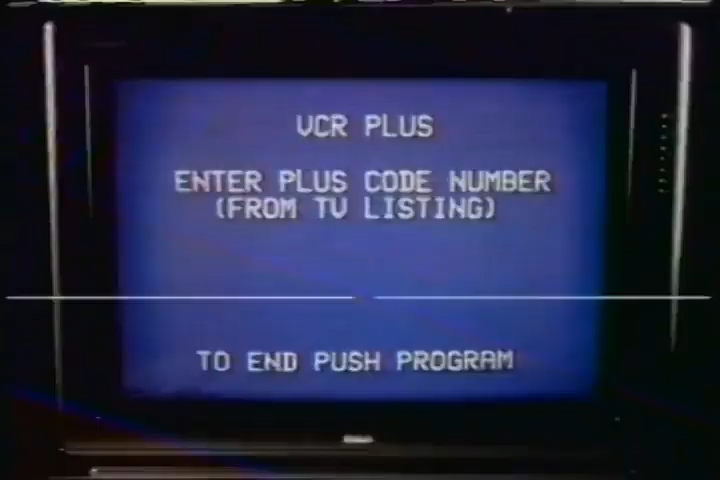 VCR PLUS
ENTER PLUS CODE NUMBER
(FROM TV LISTING)
TO END PUSH PROGRAM